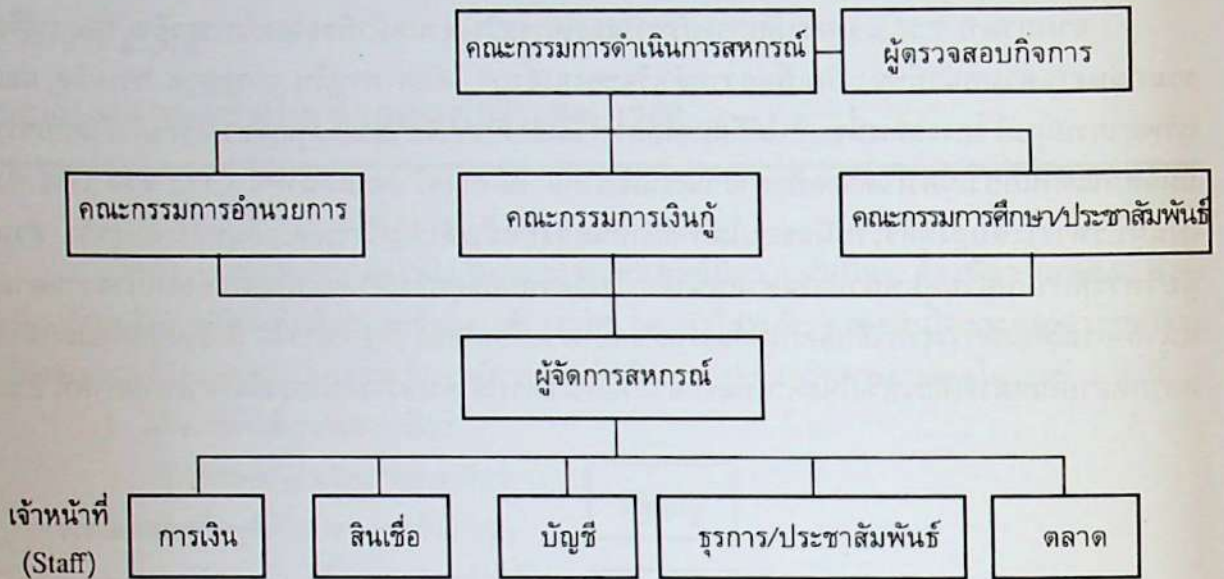 คณะกรรมการดำเนินการสหกรณ์
ผู้ตรวจสอบกิจการ
คณะกรรมการอำนวยการ
คณะกรรมการเงินกู้
คณะกรรมการศึกษา/ประชาสัมพันธ์
ผู้จัดการสหกรณ์
เจ้าหน้าที่
(Staff)
การเงิน
สินเชื่อ
บัญชี
ธุรการ/ประชาสัมพันธ์
ตลาด